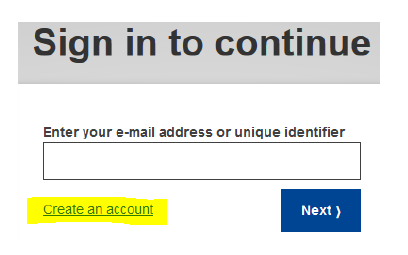 Sign in to continue
Enter your e-mail address or unique identifier
Create an account
Next ❭